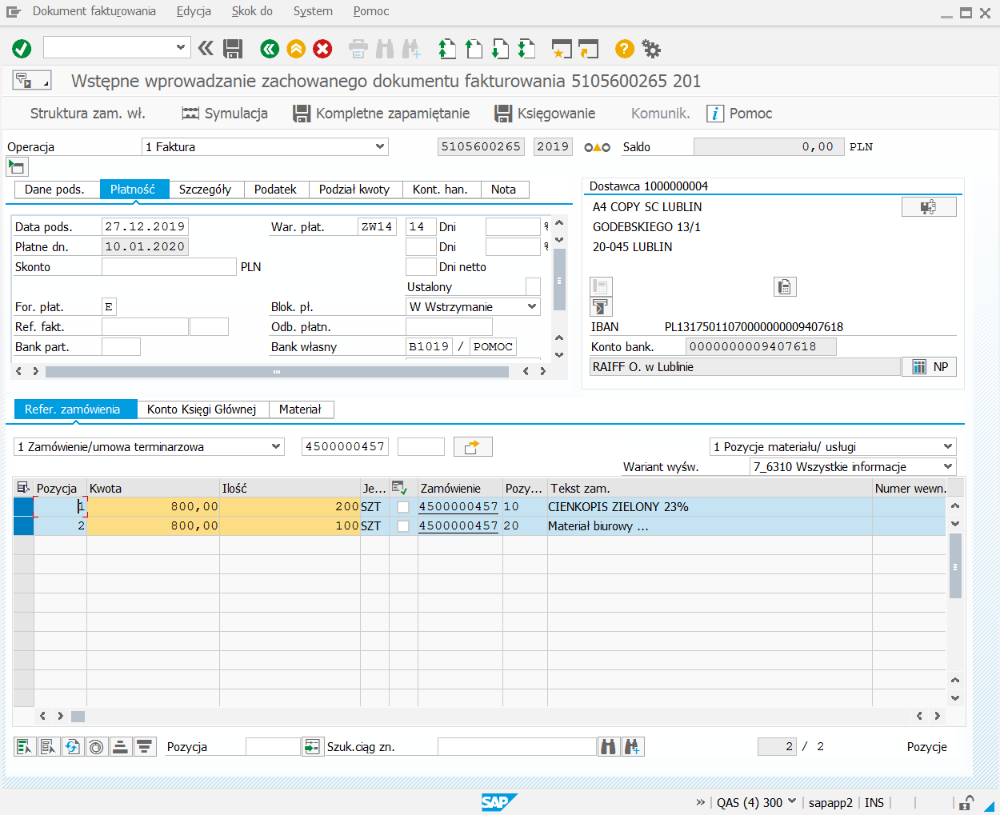 Dokument fakturowania Edycja Skok do System Pomoc
Wstępne wprowadzanie zachowanego dokumentu fakturowania 5105600265 201
Struktura zam. wł. Symulacja Kompletne zapamiętanie Księgowanie Komunik. Pomoc
Operacja 1 Faktura 5105600265 2019 Saldo 0,00 PLN
Dane pods. Płatność Szczegóły Podatek Podział kwoty Kont. han. Nota
Data pods. 27.12.2019 War. płat. ZW14 14 Dni %
Płatne dn. 10.01.2020 Dni %
Skonto PLN Dni netto
Ustalony
For. płat. E Blok. pł. W Wstrzymanie
Ref. fakt. Odb. płatn.
Bank part. Bank własny B1019 / POMOC
Dostawca 1000000004
A4 COPY SC LUBLIN
GODEBSKIEGO 13/1
20-045 LUBLIN
IBAN PL13175011070000000009407618
Konto bank. 0000000009407618
RAIFF O. w Lublinie NP
Refer. zamówienia Konto Księgi Głównej Materiał
1 Zamówienie/umowa terminarzowa 4500000457 1 Pozycje materiału/ usługi
Wariant wyśw. 7_6310 Wszystkie informacje
Pozycja Kwota Ilość Je... Zamówienie Pozy... Tekst zam. Numer wewn.
1 800,00 200 SZT 4500000457 10 CIENKOPIS ZIELONY 23%
2 800,00 100 SZT 4500000457 20 Materiał biurowy ...
Pozycja Szuk.ciąg zn. 2 / 2 Pozycje
SAP QAS (4) 300 sapapp2 INS